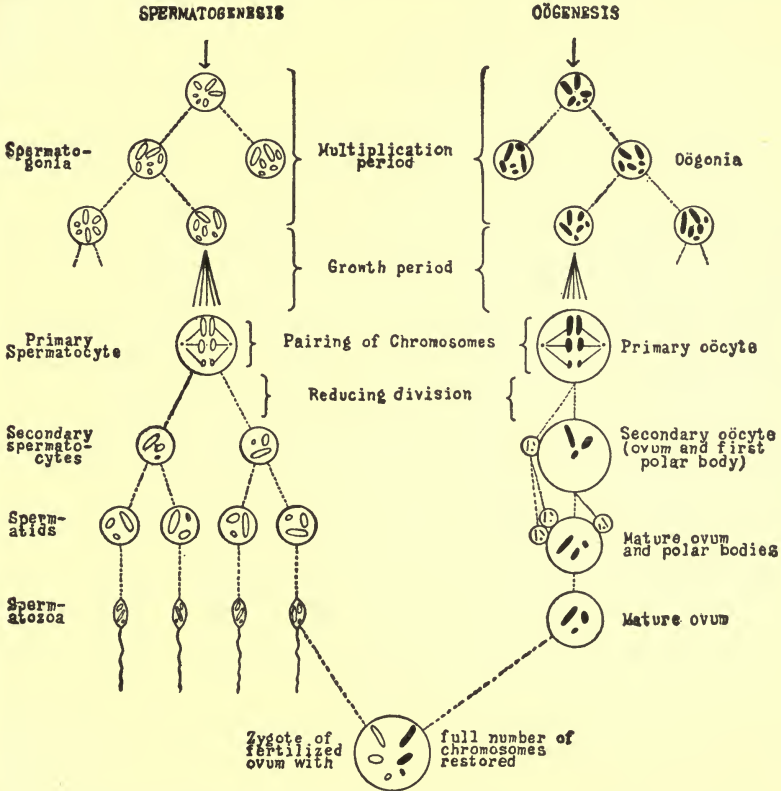 SPERMATOGENESIS
OÖGENESIS
Spermato-
gonia
Multiplication
period
Oögonia
Growth period
Primary
Spermatocyte
Pairing of Chromosomes
Primary oöcyte
Reducing division
Secondary
spermato-
cytes
Secondary oöcyte
(ovum and first
polar body)
Sperm-
atids
Mature ovum
and polar bodies
Sperm-
atozoa
Mature ovum
Zygote of
fertilized
ovum with
full number of
chromosomes
restored